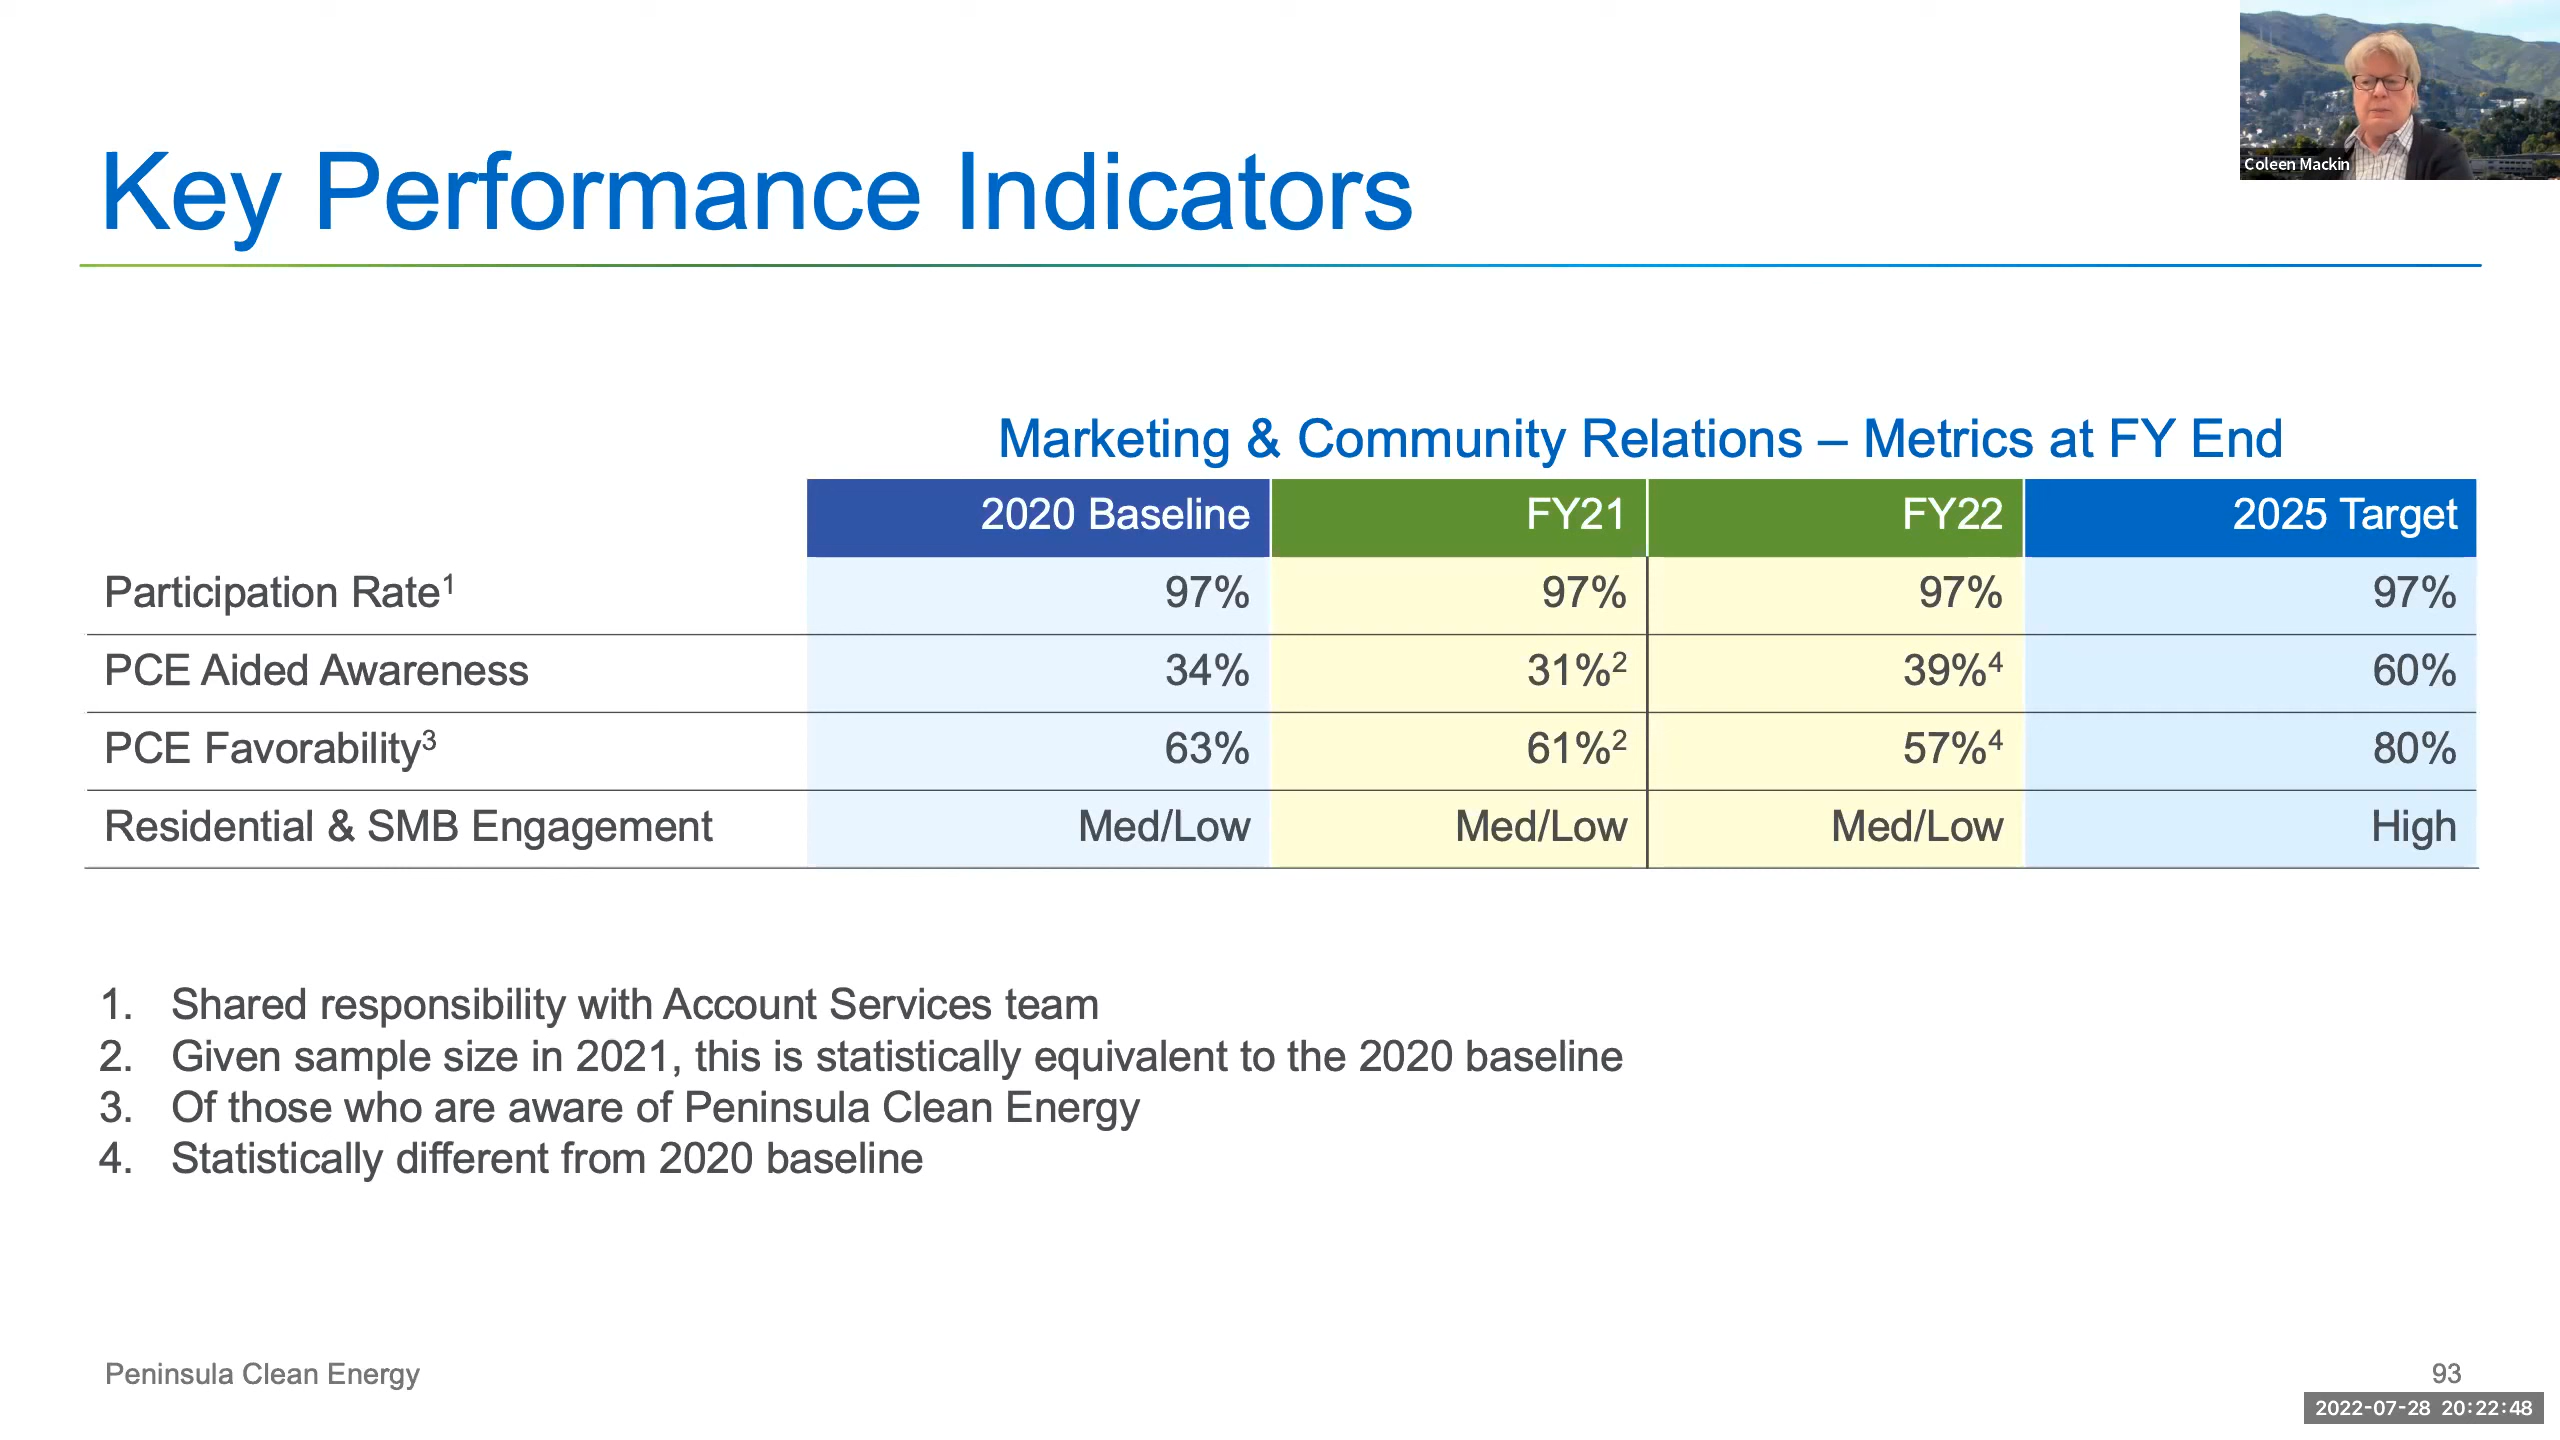 Coleen Mackin
Key Performance Indicators
Marketing & Community Relations – Metrics at FY End
2020 Baseline FY21 FY22 2025 Target
Participation Rate¹ 97% 97% 97% 97%
PCE Aided Awareness 34% 31%² 39%⁴ 60%
PCE Favorability³ 63% 61%² 57%⁴ 80%
Residential & SMB Engagement Med/Low Med/Low Med/Low High
1. Shared responsibility with Account Services team
2. Given sample size in 2021, this is statistically equivalent to the 2020 baseline
3. Of those who are aware of Peninsula Clean Energy
4. Statistically different from 2020 baseline
Peninsula Clean Energy 93
2022-07-28 20:22:48